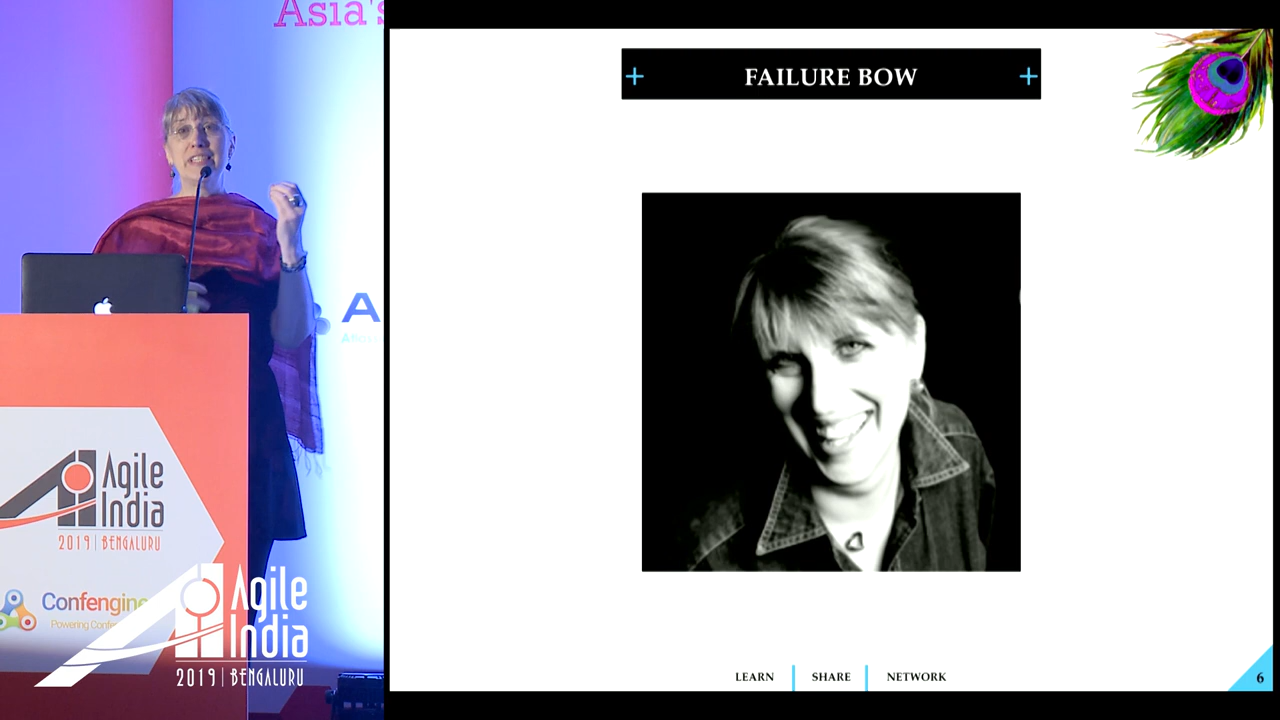 Asia's
FAILURE BOW
A
Agile
India
2019 | BENGALURU
Confengine
Agile
India
2019 | BENGALURU
LEARN
SHARE
NETWORK
6